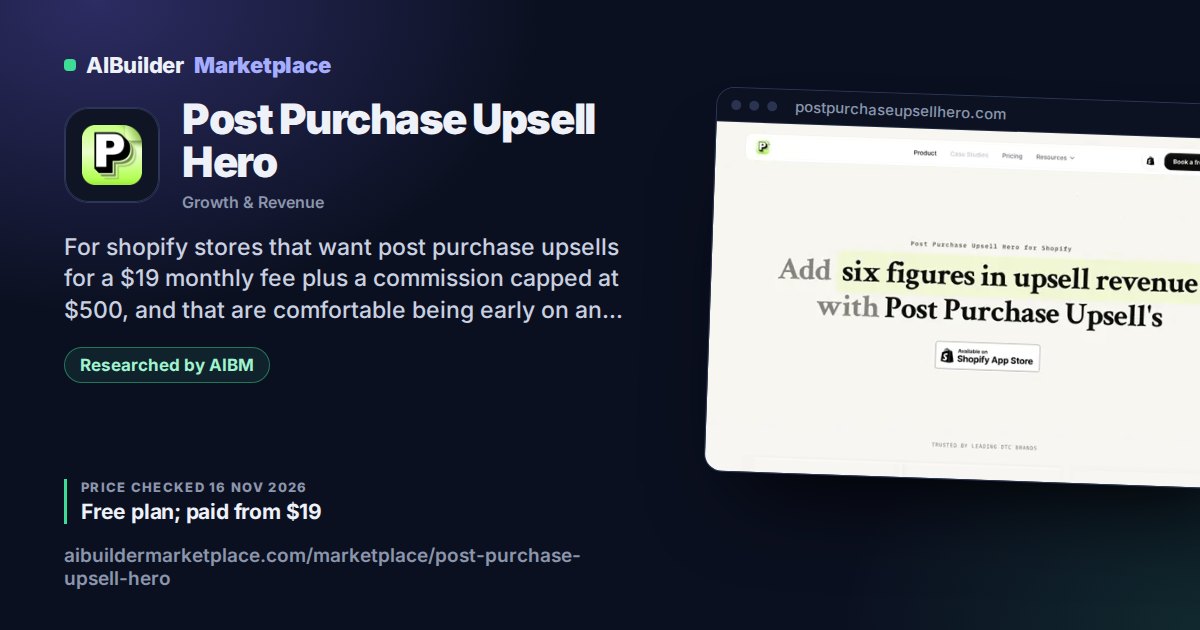 AIBuilder Marketplace
P
Post Purchase Upsell
Hero
Growth & Revenue
For shopify stores that want post purchase upsells
for a $19 monthly fee plus a commission capped at
$500, and that are comfortable being early on an...
Researched by AIBM
PRICE CHECKED 16 NOV 2026
Free plan; paid from $19
aibuildermarketplace.com/marketplace/post-purchase-
upsell-hero
postpurchaseupsellhero.com
P
Product Case Studies Pricing Resources
Book a fr
Post Purchase Upsell Hero for Shopify
Add six figures in upsell revenue
with Post Purchase Upsell's
Available on
Shopify App Store
TRUSTED BY LEADING DTC BRANDS